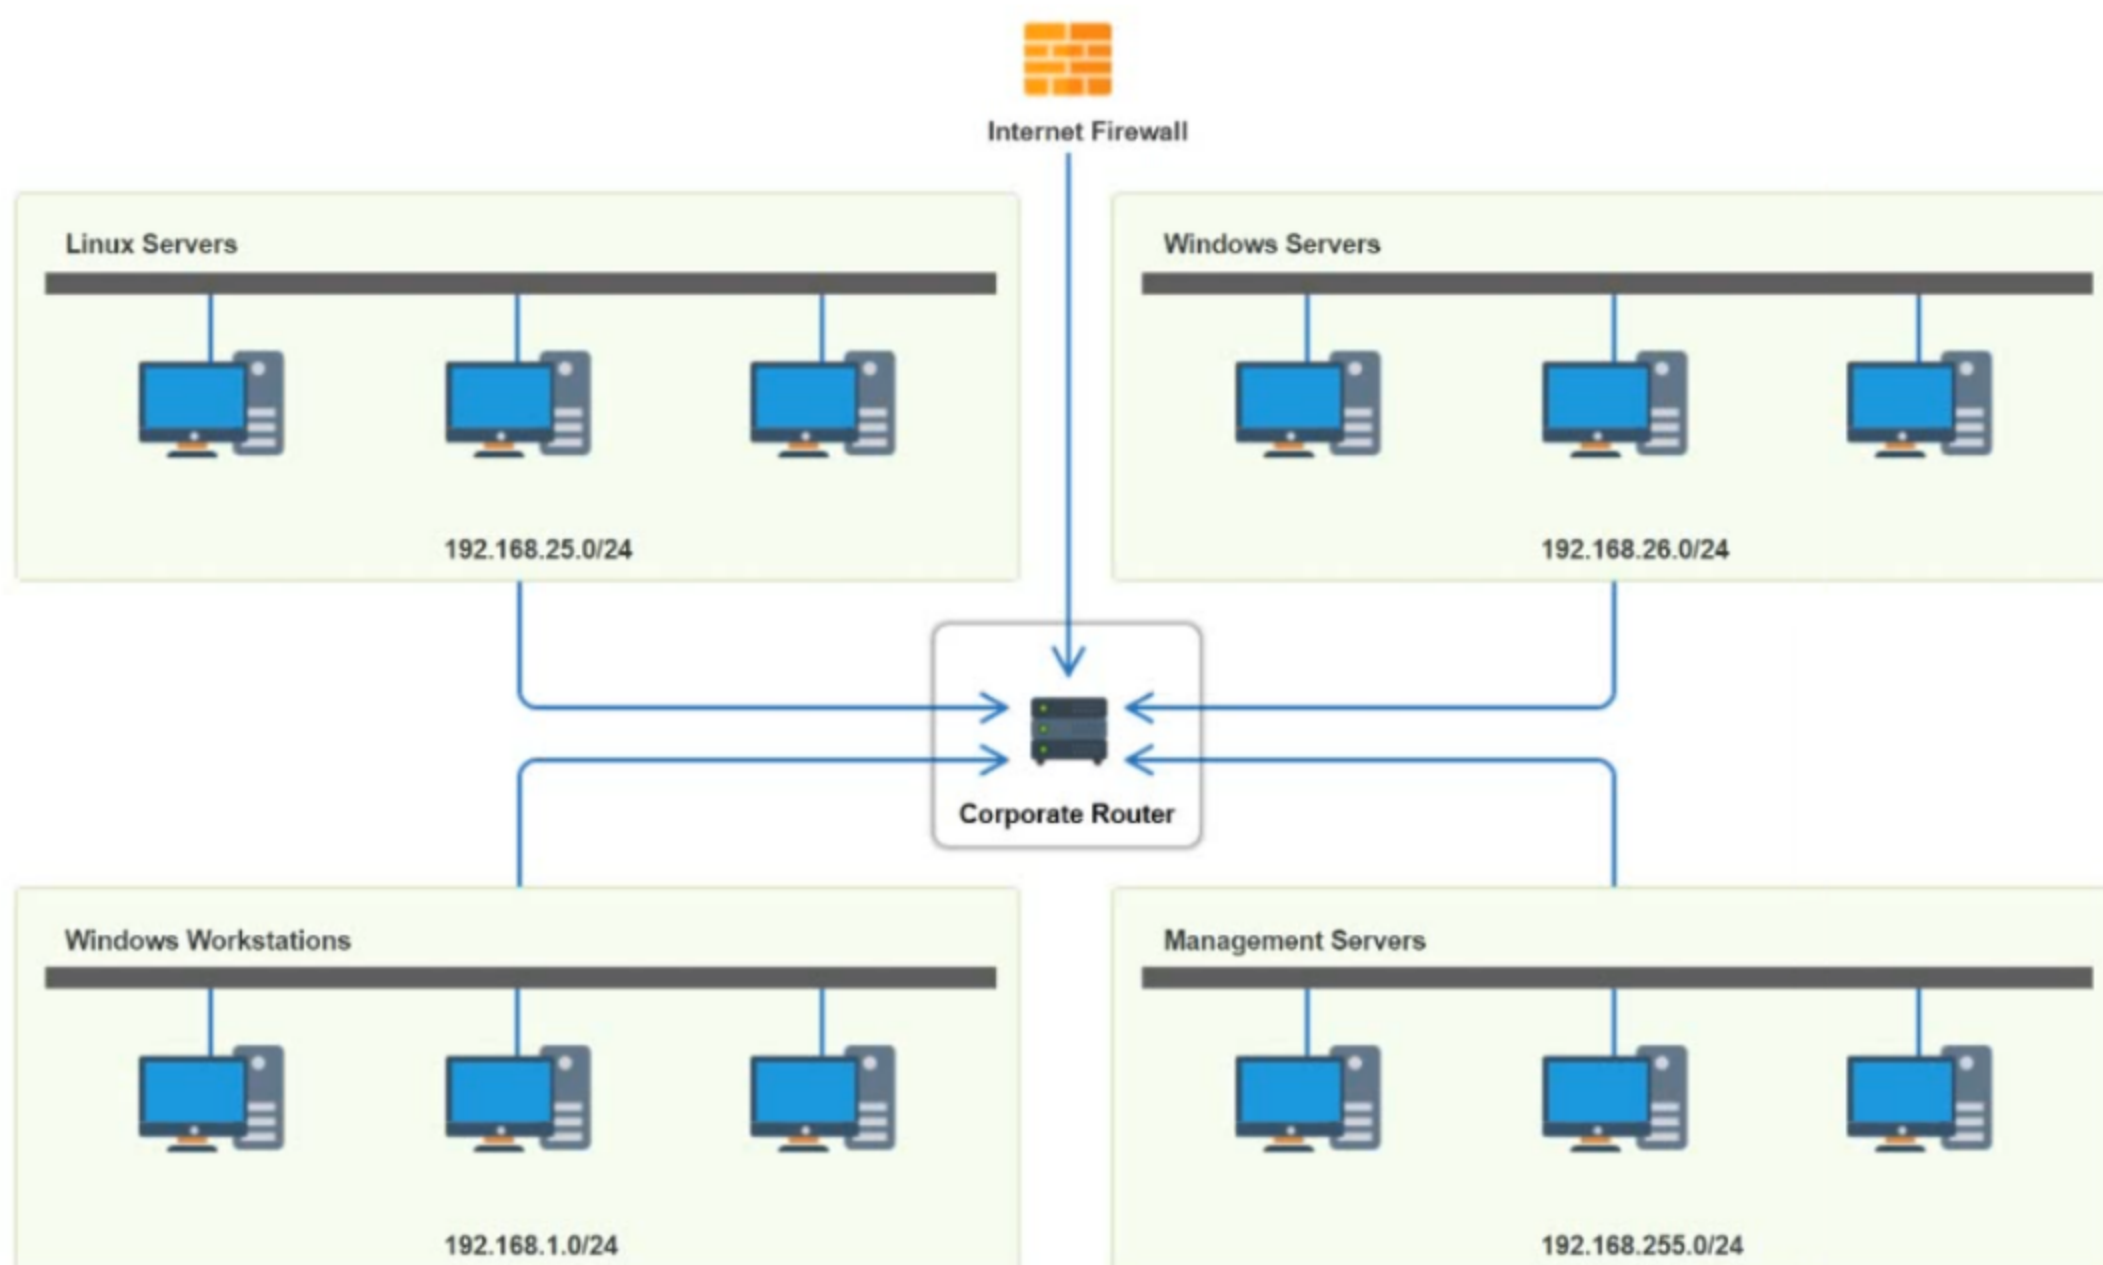 Internet Firewall
Linux Servers
192.168.25.0/24
Windows Servers
192.168.26.0/24
Corporate Router
Windows Workstations
192.168.1.0/24
Management Servers
192.168.255.0/24